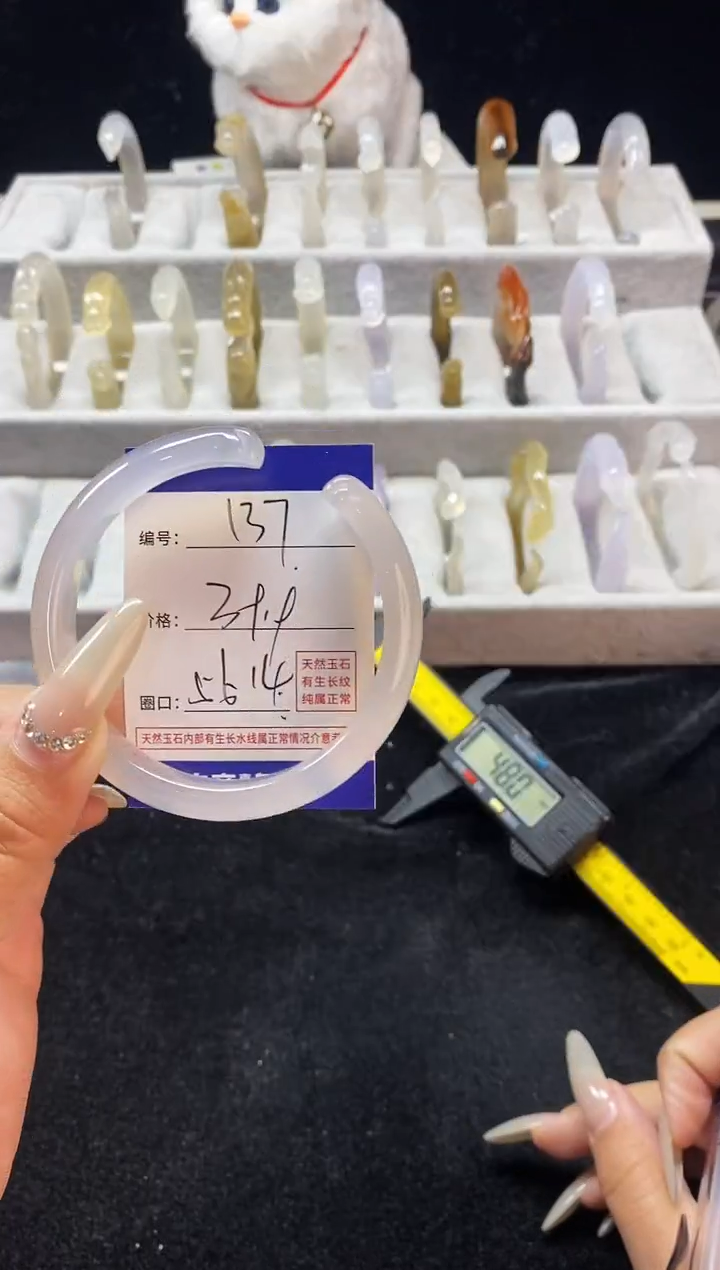 编号: 137
价格:
圈口: 56 14
天然玉石
有生长纹
纯属正常
天然玉石内部有生长水线属正常情况介意
480